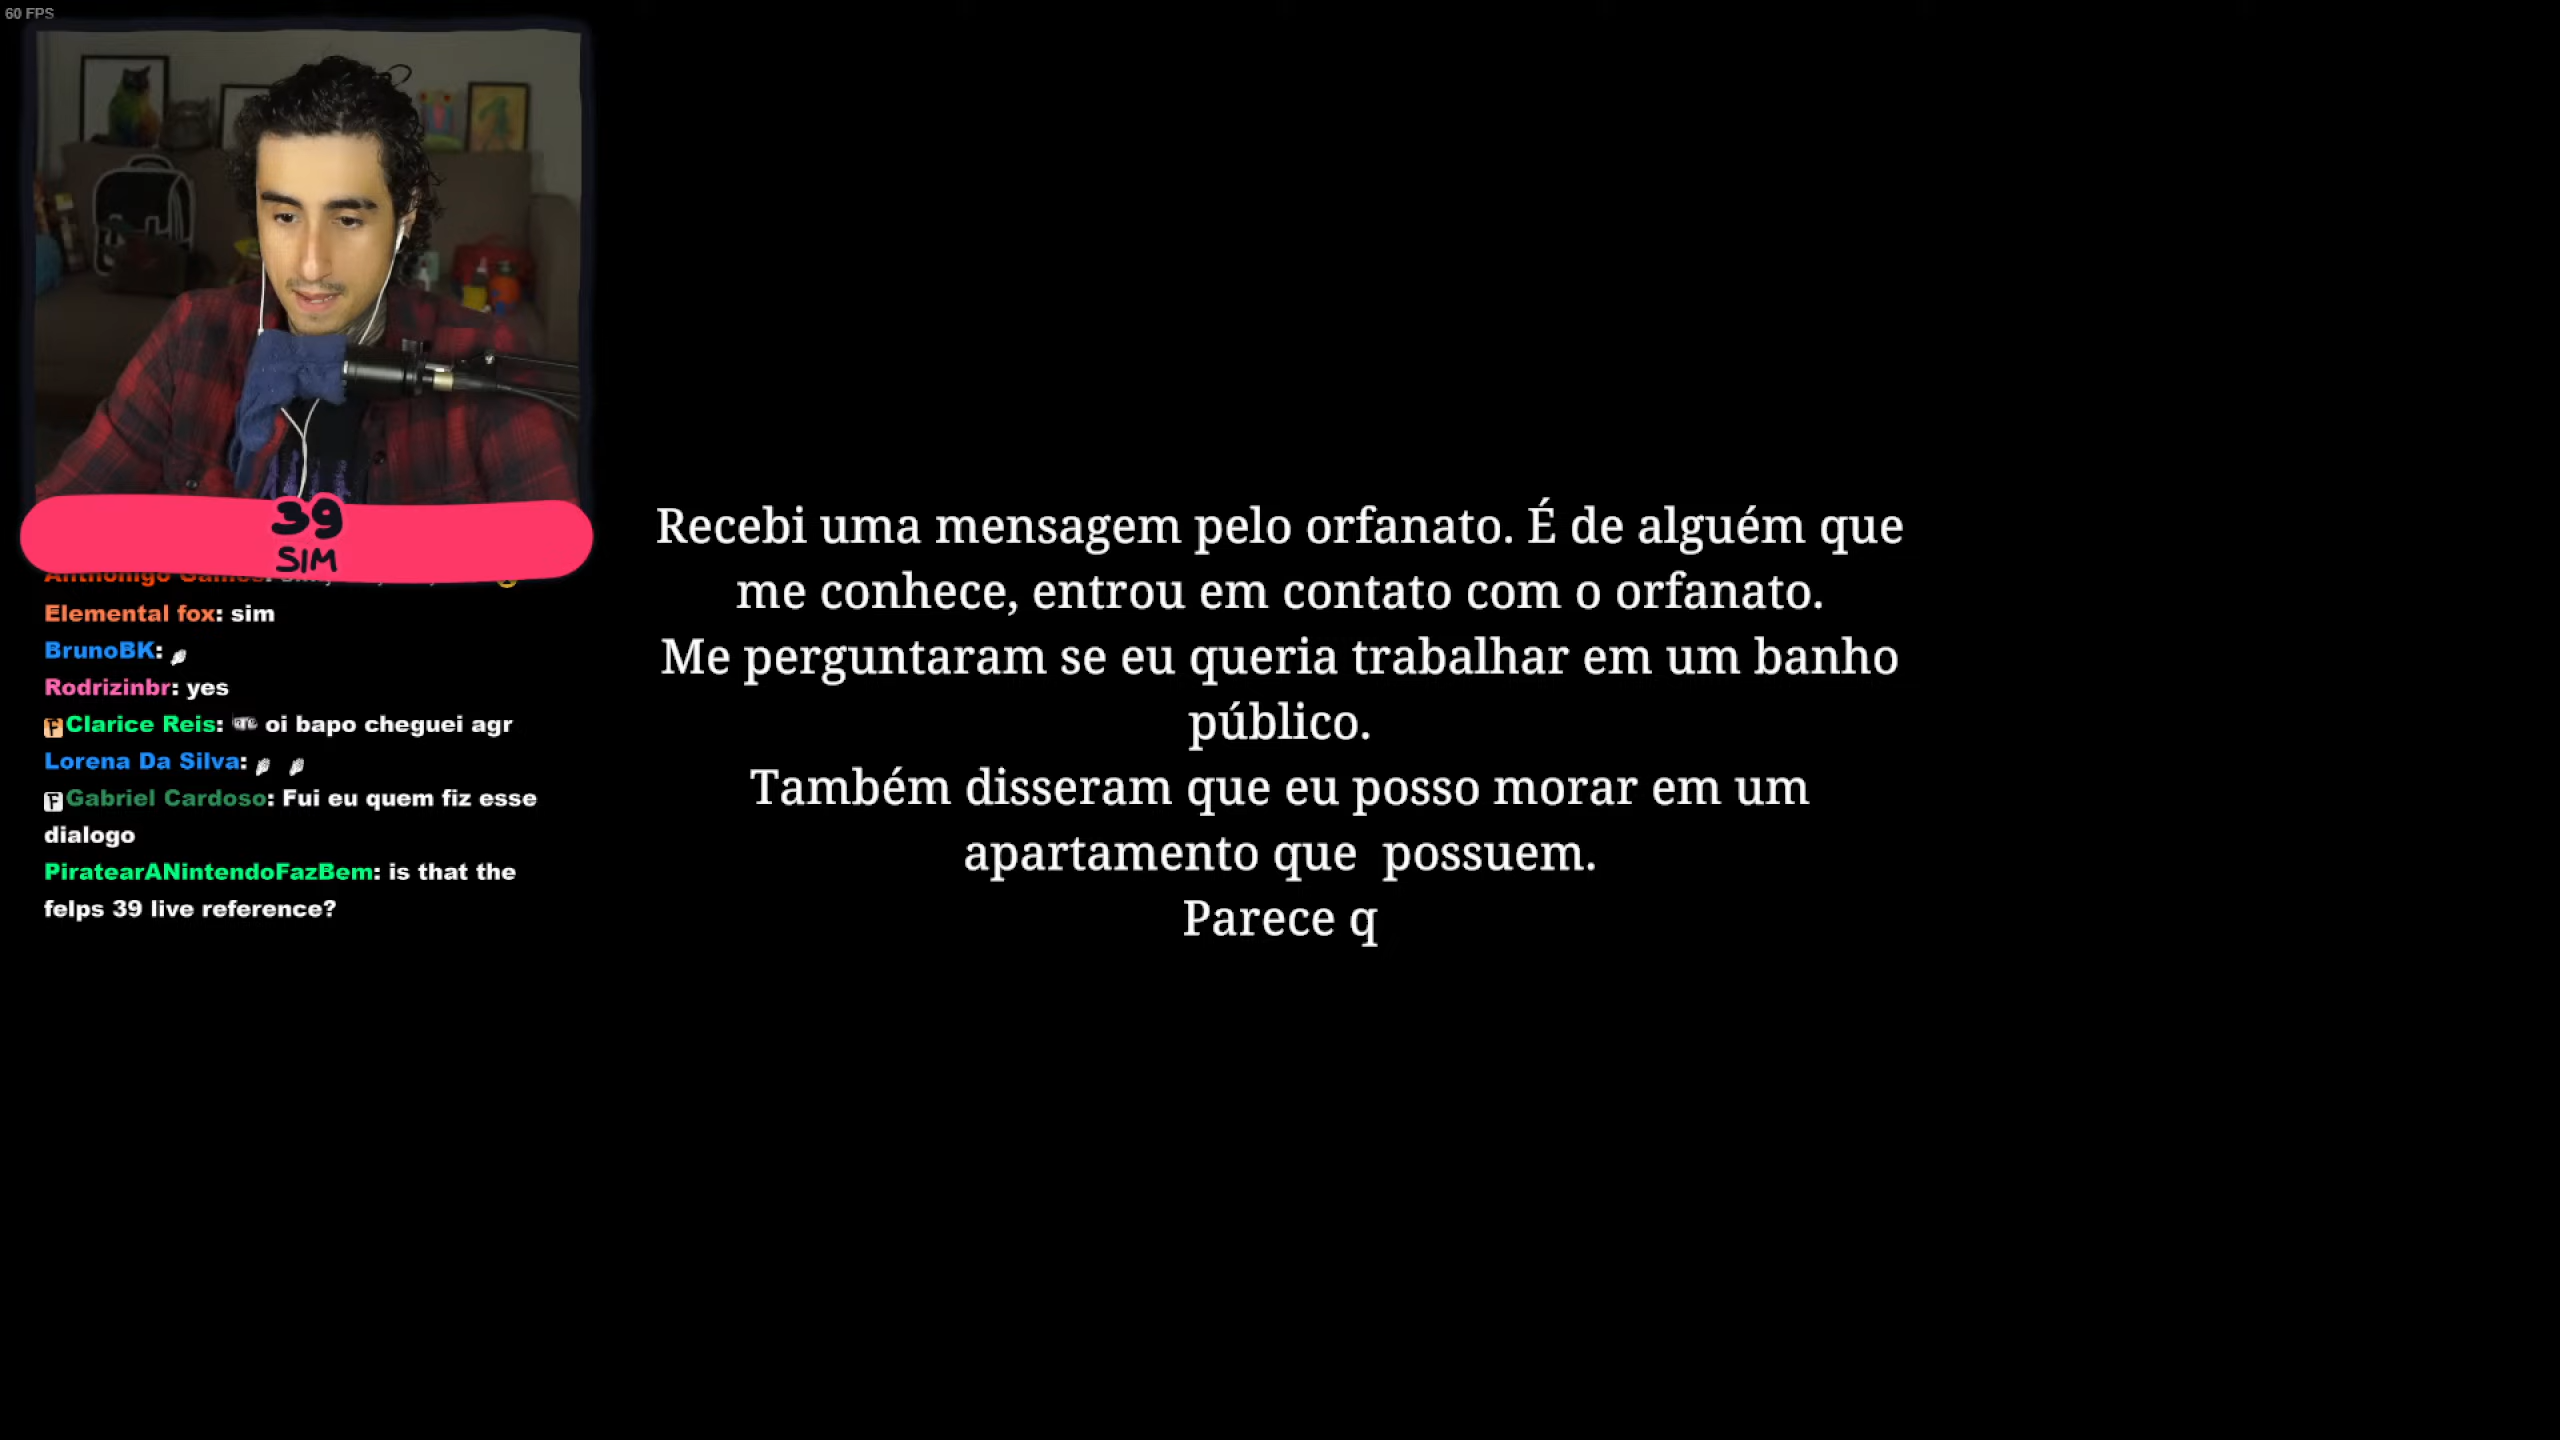 60 FPS
39
SIM
Elemental fox: sim
BrunoBK:
Rodrizinbr: yes
Clarice Reis: oi bapo cheguei agr
Lorena Da Silva:
Gabriel Cardoso: Fui eu quem fiz esse
dialogo
PiratearANintendoFazBem: is that the
felps 39 live reference?
Recebi uma mensagem pelo orfanato. É de alguém que
me conhece, entrou em contato com o orfanato.
Me perguntaram se eu queria trabalhar em um banho
público.
Também disseram que eu posso morar em um
apartamento que  possuem.
Parece q